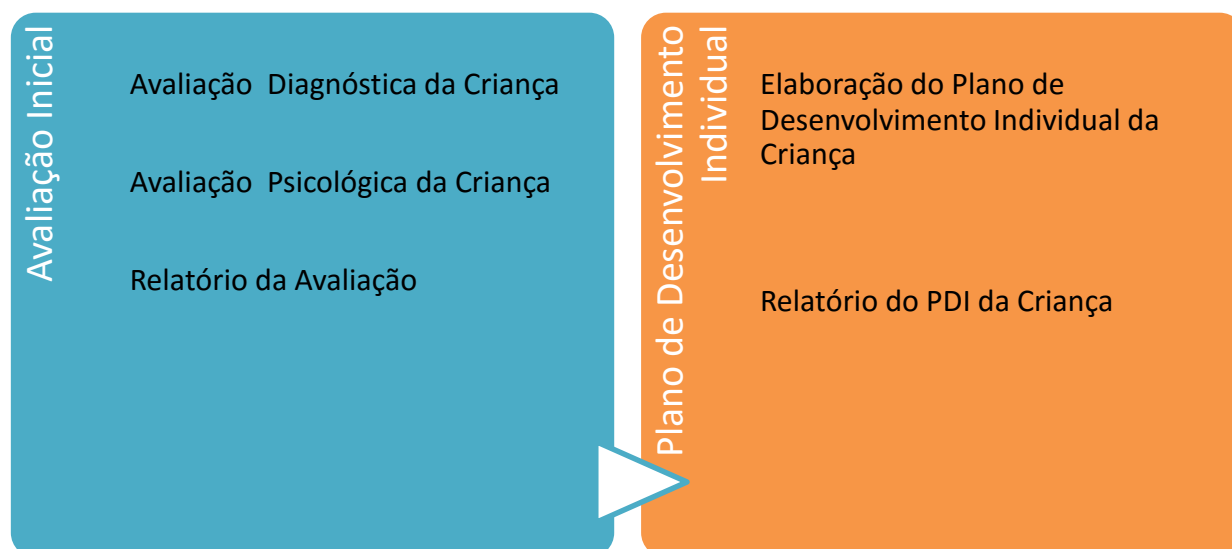 Avaliação Inicial
Avaliação  Diagnóstica da Criança
Avaliação  Psicológica da Criança
Relatório da Avaliação
Plano de Desenvolvimento
Individual
Elaboração do Plano de
Desenvolvimento Individual da
Criança
Relatório do PDI da Criança